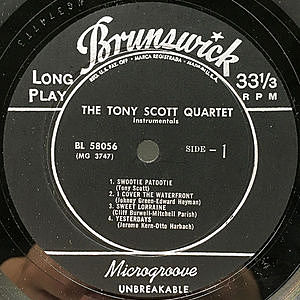 Brunswick
REG. U.S. PAT. OFF. • MARCA REGISTRADA • MADE IN U.S.A.
LONG PLAY
33 1/3 RPM
THE TONY SCOTT QUARTET
Instrumentals
BL 58056
(MG 3747)
SIDE - 1
1. SWOOTIE PATOOTIE
(Tony Scott)
2. I COVER THE WATERFRONT
(Johnny Green-Edward Heyman)
3. SWEET LORRAINE
(Cliff Burwell-Mitchell Parish)
4. YESTERDAYS
(Jerome Kern-Otto Harbach)
Microgroove
UNBREAKABLE